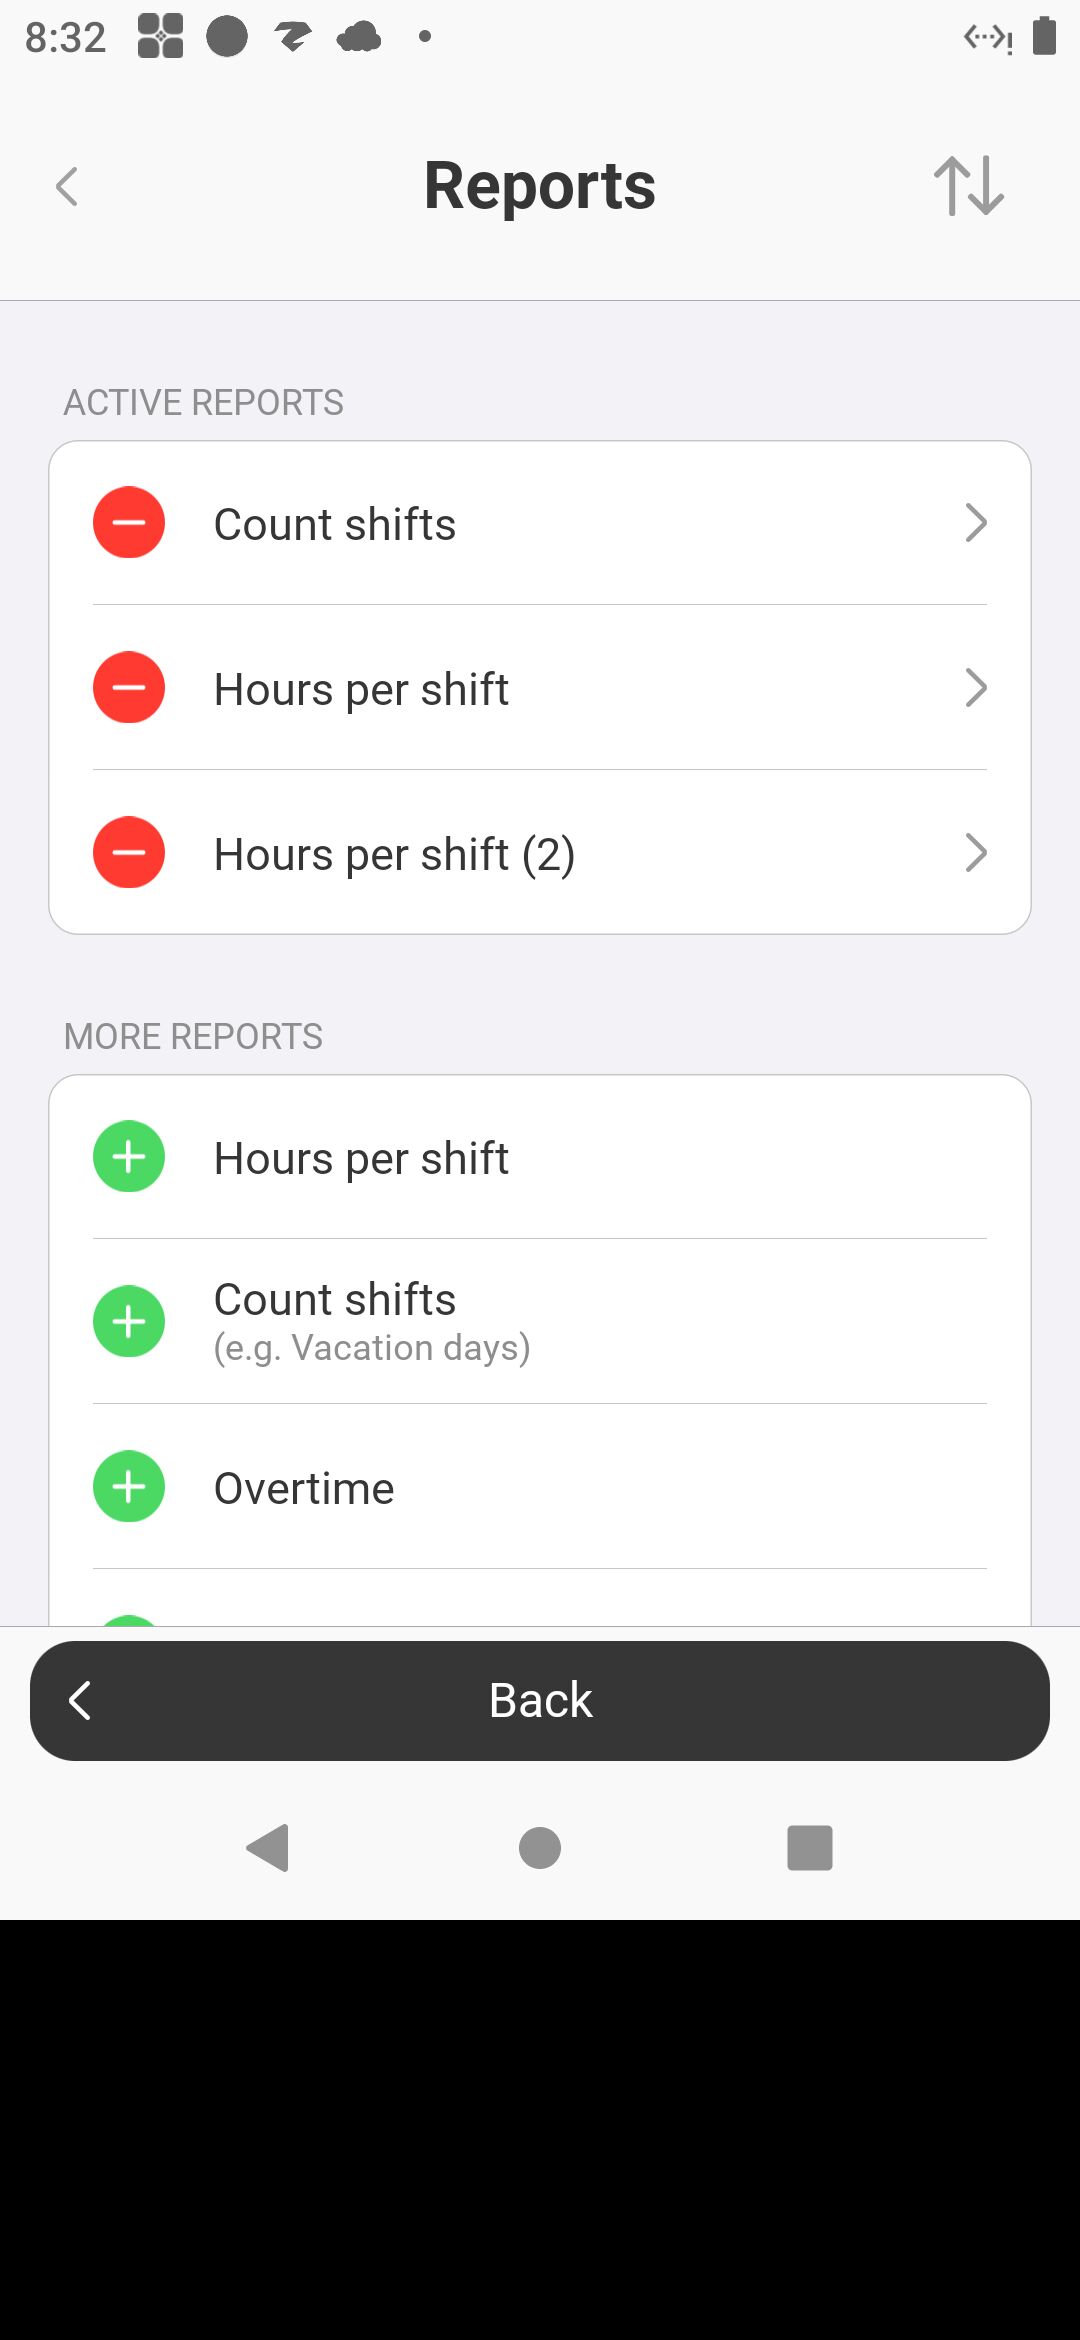 8:32
Reports
ACTIVE REPORTS
Count shifts
Hours per shift
Hours per shift (2)
MORE REPORTS
Hours per shift
Count shifts
(e.g. Vacation days)
Overtime
Back